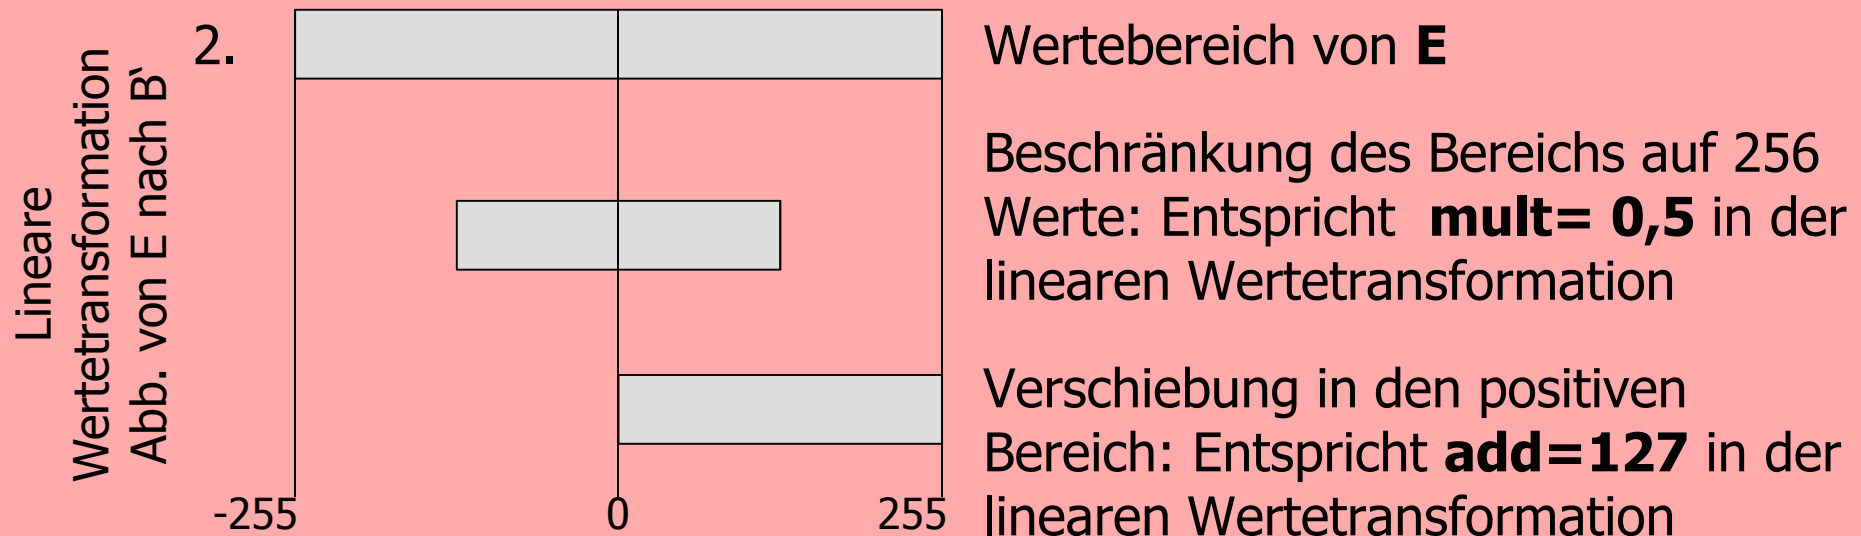 Lineare
Wertetransformation
Abb. von E nach B‘
2.
-255
0
255
Wertebereich von E
Beschränkung des Bereichs auf 256
Werte: Entspricht mult= 0,5 in der
linearen Wertetransformation
Verschiebung in den positiven
Bereich: Entspricht add=127 in der
linearen Wertetransformation